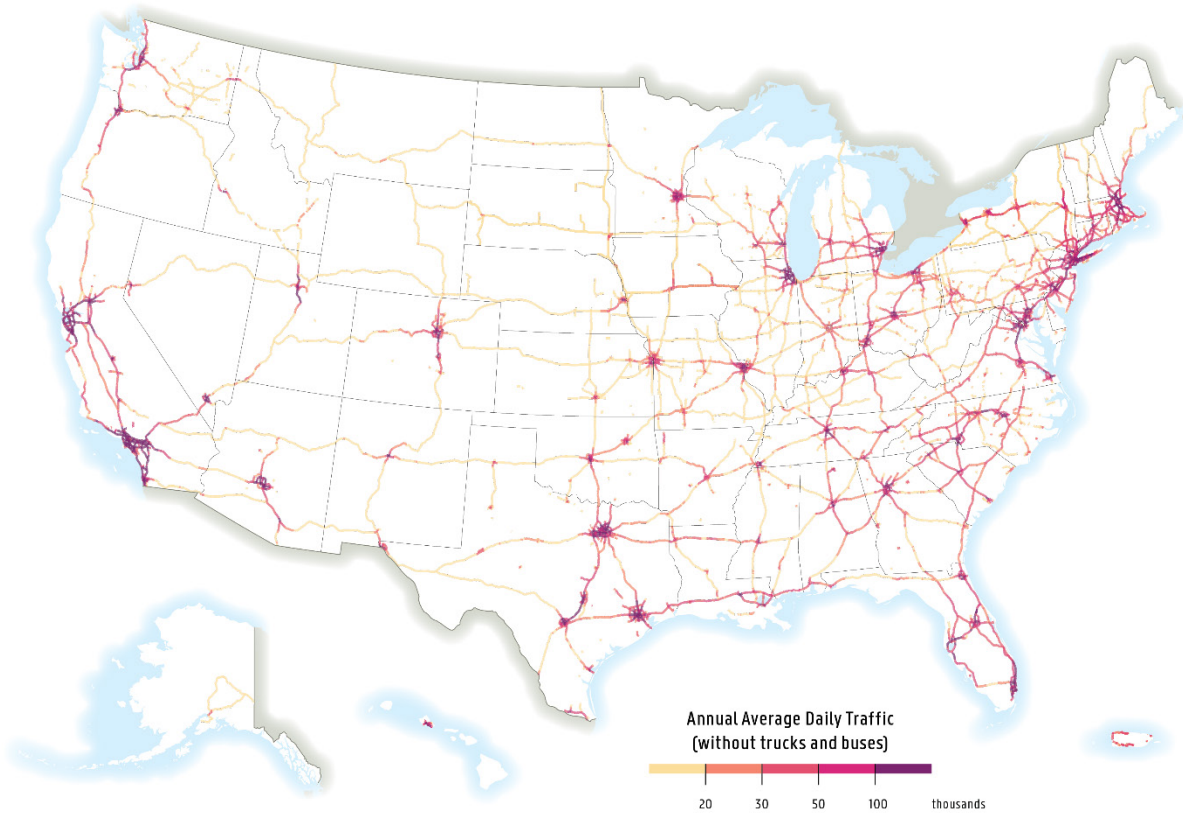 Annual Average Daily Traffic
(without trucks and buses)
20 30 50 100 thousands